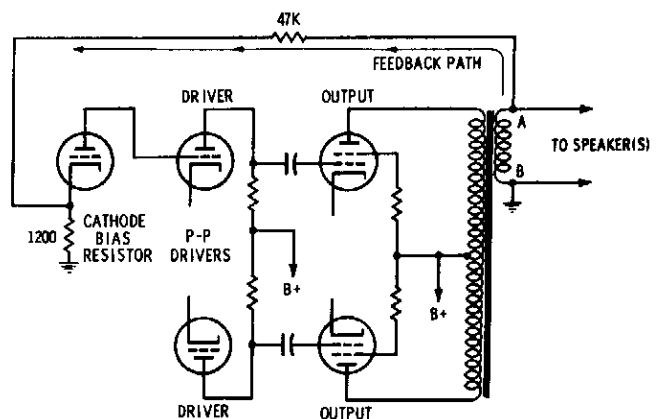 47K
FEEDBACK PATH
DRIVER
OUTPUT
A
TO SPEAKER(S)
B
1200
CATHODE
BIAS
RESISTOR
P-P
DRIVERS
B+
B+
DRIVER
OUTPUT